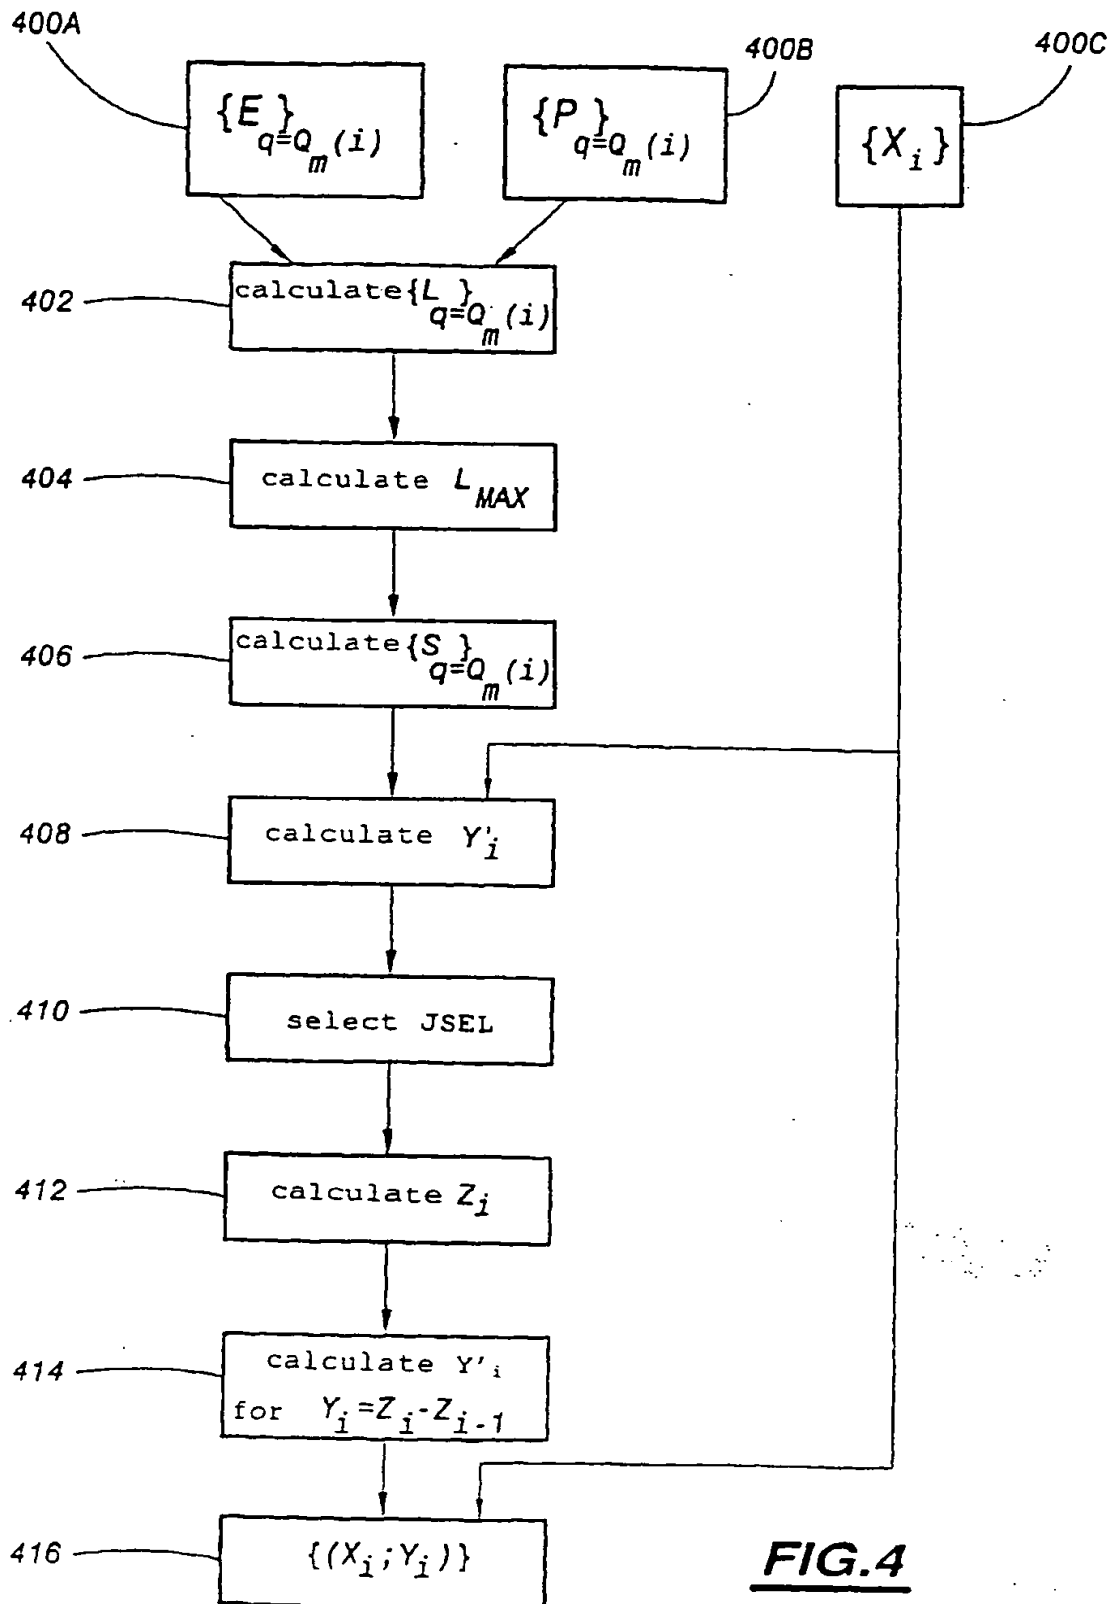 400A
400B
400C
{E}
q=Qm(i)
{P}
q=Qm(i)
{Xi}
402
calculate{L }
q=Qm(i)
404
calculate LMAX
406
calculate{S }
q=Qm(i)
408
calculate Y'i
410
select JSEL
412
calculate Zi
414
calculate Y'i
for Yi=Zi-Zi-1
416
{(Xi;Yi)}
FIG.4